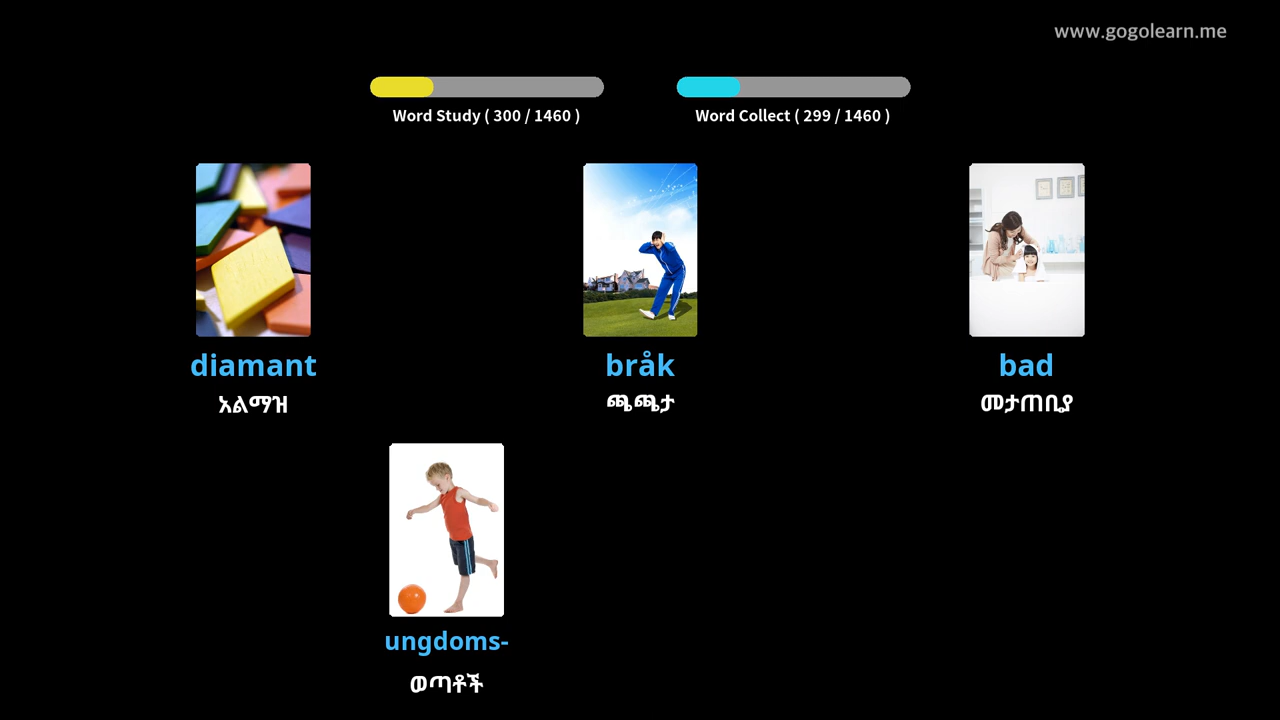 www.gogolearn.me
Word Study ( 300 / 1460 )
Word Collect ( 299 / 1460 )
diamant
bråk
bad
አልማዝ
ጫጫታ
መታጠቢያ
ungdoms-
ወጣቶች